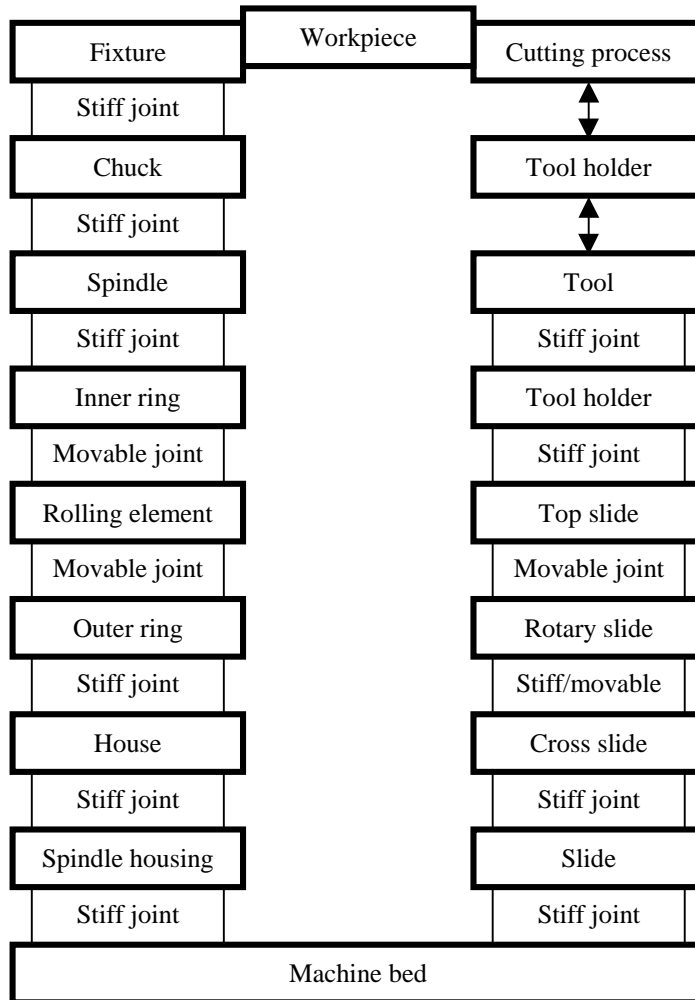 Workpiece
Fixture
Cutting process
Stiff joint
Chuck
Tool holder
Stiff joint
Spindle
Tool
Stiff joint
Stiff joint
Inner ring
Tool holder
Movable joint
Stiff joint
Rolling element
Top slide
Movable joint
Movable joint
Outer ring
Rotary slide
Stiff joint
Stiff/movable
House
Cross slide
Stiff joint
Stiff joint
Spindle housing
Slide
Stiff joint
Stiff joint
Machine bed